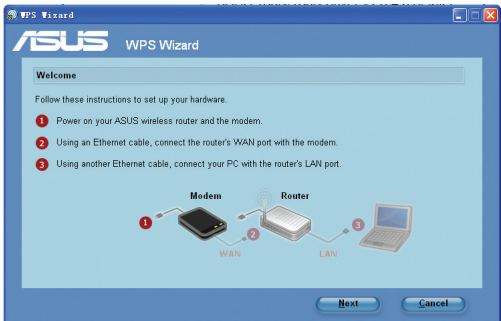 WPS Wizard
ASUS WPS Wizard
Welcome
Follow these instructions to set up your hardware.
1 Power on your ASUS wireless router and the modem.
2 Using an Ethernet cable, connect the router's WAN port with the modem.
3 Using another Ethernet cable, connect your PC with the router's LAN port.
Modem Router
1 2 3
WAN LAN
Next Cancel